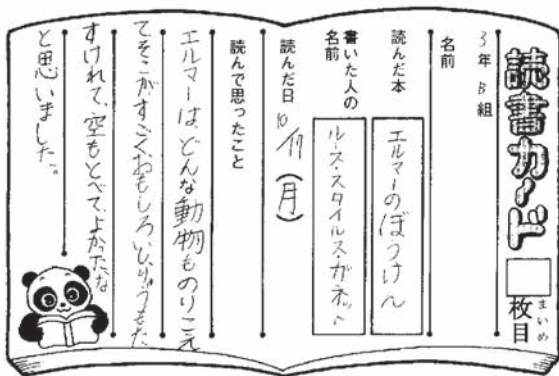 読書カード
枚目
まいめ
3年B組
名前
読んだ本
エルマーのぼうけん
書いた人の
名前
ルース・スタイルス・ガネット
読んだ日 10/17(月)
読んで思ったこと
エルマーは、どんな動物ものりこえ
てそこがすごくおもしろい、りゅうもた
すけれて、空もとべて、よかったな
と思いました。